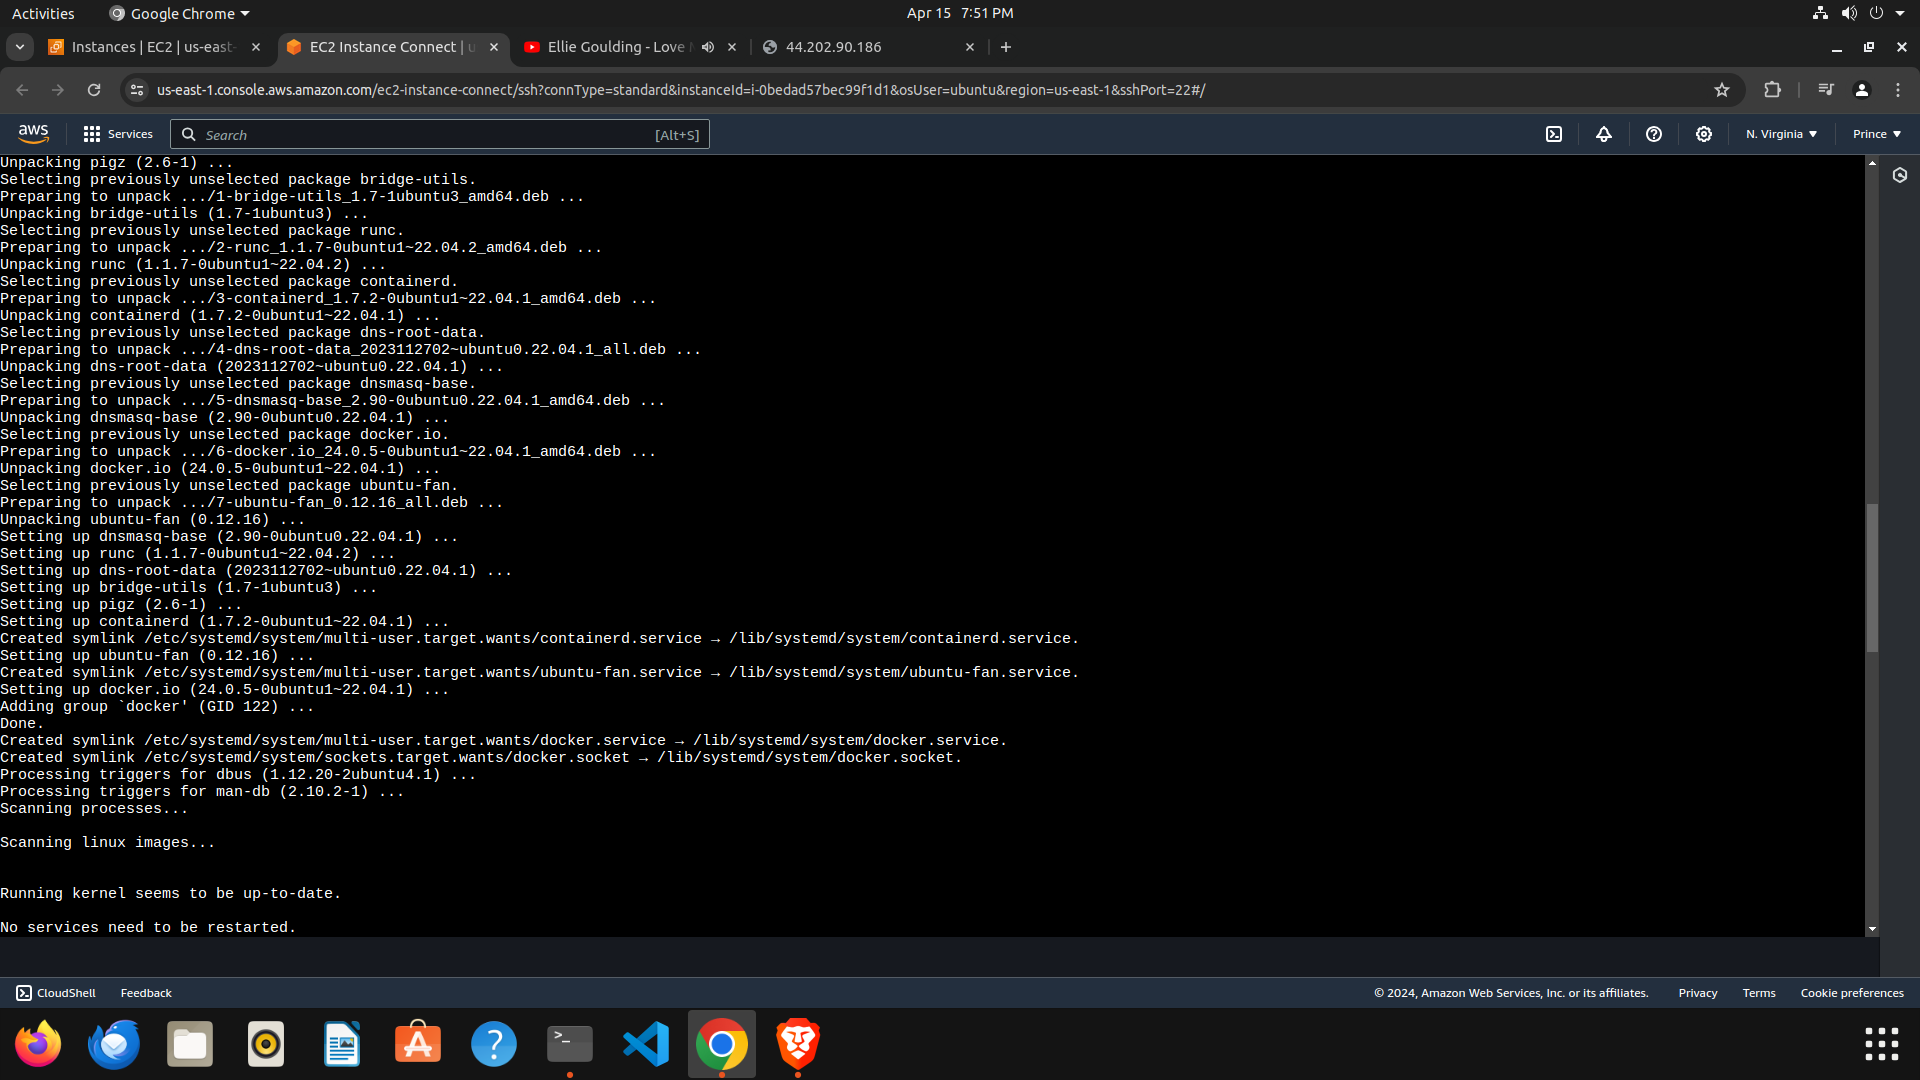 Activities
Google Chrome
Apr 15 7:51 PM
Instances | EC2 | us-east-
EC2 Instance Connect | u
Ellie Goulding - Love
44.202.90.186
us-east-1.console.aws.amazon.com/ec2-instance-connect/ssh?connType=standard&instanceId=i-0bedad57bec99f1d1&osUser=ubuntu&region=us-east-1&sshPort=22#/
aws
Services
Search
[Alt+S]
N. Virginia
Prince
Unpacking pigz (2.6-1) ...
Selecting previously unselected package bridge-utils.
Preparing to unpack .../1-bridge-utils_1.7-1ubuntu3_amd64.deb ...
Unpacking bridge-utils (1.7-1ubuntu3) ...
Selecting previously unselected package runc.
Preparing to unpack .../2-runc_1.1.7-0ubuntu1~22.04.2_amd64.deb ...
Unpacking runc (1.1.7-0ubuntu1~22.04.2) ...
Selecting previously unselected package containerd.
Preparing to unpack .../3-containerd_1.7.2-0ubuntu1~22.04.1_amd64.deb ...
Unpacking containerd (1.7.2-0ubuntu1~22.04.1) ...
Selecting previously unselected package dns-root-data.
Preparing to unpack .../4-dns-root-data_2023112702~ubuntu0.22.04.1_all.deb ...
Unpacking dns-root-data (2023112702~ubuntu0.22.04.1) ...
Selecting previously unselected package dnsmasq-base.
Preparing to unpack .../5-dnsmasq-base_2.90-0ubuntu0.22.04.1_amd64.deb ...
Unpacking dnsmasq-base (2.90-0ubuntu0.22.04.1) ...
Selecting previously unselected package docker.io.
Preparing to unpack .../6-docker.io_24.0.5-0ubuntu1~22.04.1_amd64.deb ...
Unpacking docker.io (24.0.5-0ubuntu1~22.04.1) ...
Selecting previously unselected package ubuntu-fan.
Preparing to unpack .../7-ubuntu-fan_0.12.16_all.deb ...
Unpacking ubuntu-fan (0.12.16) ...
Setting up dnsmasq-base (2.90-0ubuntu0.22.04.1) ...
Setting up runc (1.1.7-0ubuntu1~22.04.2) ...
Setting up dns-root-data (2023112702~ubuntu0.22.04.1) ...
Setting up bridge-utils (1.7-1ubuntu3) ...
Setting up pigz (2.6-1) ...
Setting up containerd (1.7.2-0ubuntu1~22.04.1) ...
Created symlink /etc/systemd/system/multi-user.target.wants/containerd.service → /lib/systemd/system/containerd.service.
Setting up ubuntu-fan (0.12.16) ...
Created symlink /etc/systemd/system/multi-user.target.wants/ubuntu-fan.service → /lib/systemd/system/ubuntu-fan.service.
Setting up docker.io (24.0.5-0ubuntu1~22.04.1) ...
Adding group `docker' (GID 122) ...
Done.
Created symlink /etc/systemd/system/multi-user.target.wants/docker.service → /lib/systemd/system/docker.service.
Created symlink /etc/systemd/system/sockets.target.wants/docker.socket → /lib/systemd/system/docker.socket.
Processing triggers for dbus (1.12.20-2ubuntu4.1) ...
Processing triggers for man-db (2.10.2-1) ...
Scanning processes...
Scanning linux images...
Running kernel seems to be up-to-date.
No services need to be restarted.
CloudShell
Feedback
© 2024, Amazon Web Services, Inc. or its affiliates.
Privacy
Terms
Cookie preferences